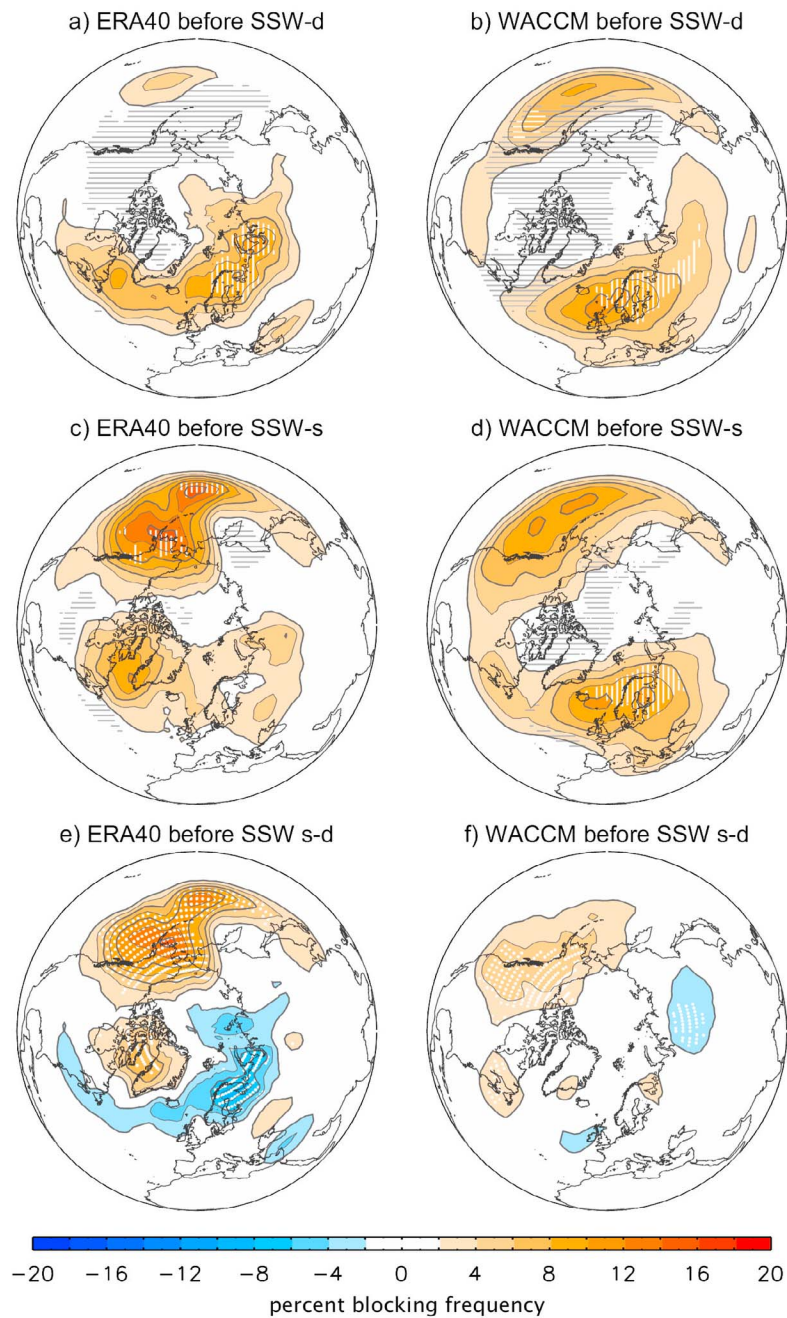 a) ERA40 before SSW-d
b) WACCM before SSW-d
c) ERA40 before SSW-s
d) WACCM before SSW-s
e) ERA40 before SSW s-d
f) WACCM before SSW s-d
−20 −16 −12 −8 −4 0 4 8 12 16 20
percent blocking frequency